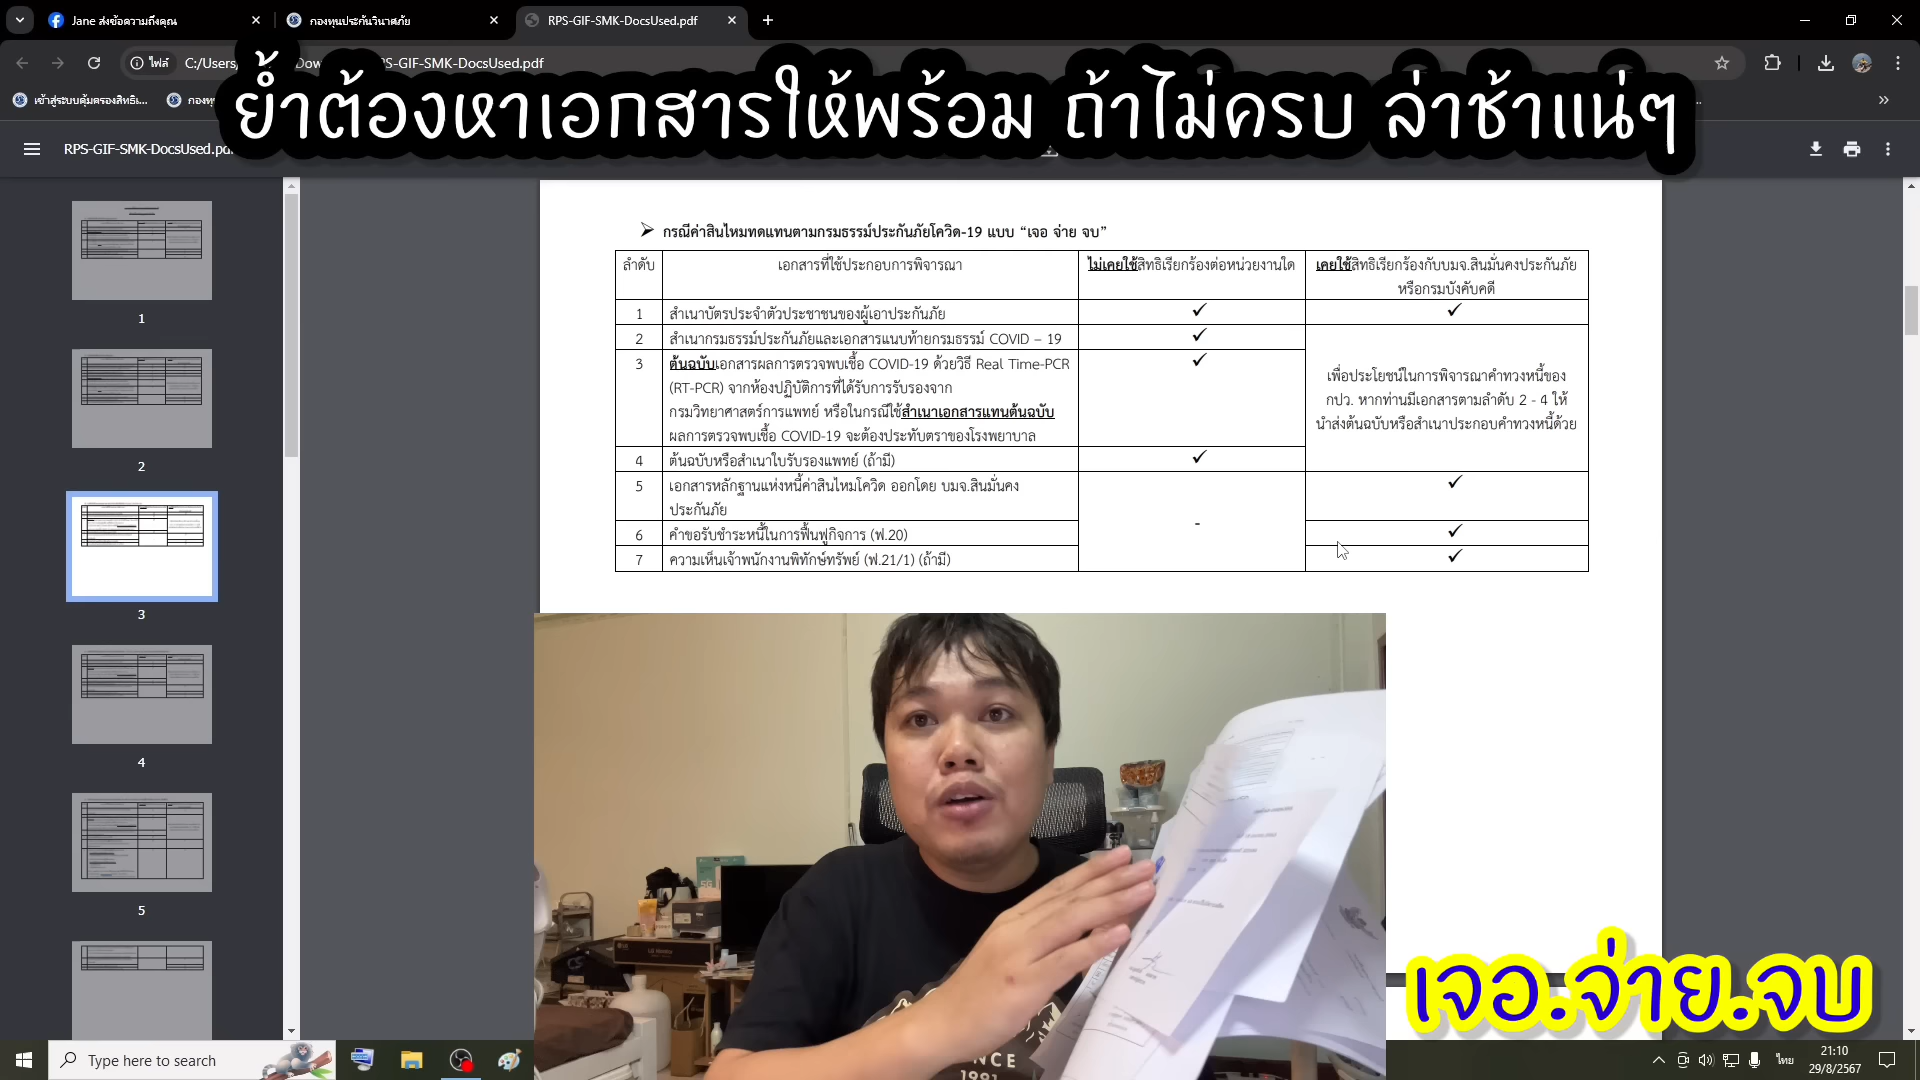 Jane ส่งข้อความถึงคุณ
กองทุนประกันวินาศภัย
RPS-GIF-SMK-DocsUsed.pdf
ไฟล์
C:/Users/
PS-GIF-SMK-DocsUsed.pdf
เข้าสู่ระบบคุ้มครองสิทธิเ...
ย้ำต้องหาเอกสารให้พร้อม ถ้าไม่ครบ ล่าช้าแน่ๆ
RPS-GIF-SMK-DocsUsed.pd
กรณีค่าสินไหมทดแทนตามกรมธรรม์ประกันภัยโควิด-19 แบบ “เจอ จ่าย จบ”
ลำดับ เอกสารที่ใช้ประกอบการพิจารณา ไม่เคยใช้สิทธิเรียกร้องต่อหน่วยงานใด เคยใช้สิทธิเรียกร้องกับบมจ.สินมั่นคงประกันภัย
หรือกรมบังคับคดี
1 สำเนาบัตรประจำตัวประชาชนของผู้เอาประกันภัย ✓ ✓
2 สำเนากรมธรรม์ประกันภัยและเอกสารแนบท้ายกรมธรรม์ COVID – 19 ✓
3 ต้นฉบับเอกสารผลการตรวจพบเชื้อ COVID-19 ด้วยวิธี Real Time-PCR ✓
(RT-PCR) จากห้องปฏิบัติการที่ได้รับการรับรองจาก
กรมวิทยาศาสตร์การแพทย์ หรือในกรณีใช้สำเนาเอกสารแทนต้นฉบับ
ผลการตรวจพบเชื้อ COVID-19 จะต้องประทับตราของโรงพยาบาล
เพื่อประโยชน์ในการพิจารณาคำทวงหนี้ของ
กปว. หากท่านมีเอกสารตามลำดับ 2 - 4 ให้
นำส่งต้นฉบับหรือสำเนาประกอบคำทวงหนี้ด้วย
4 ต้นฉบับหรือสำเนาใบรับรองแพทย์ (ถ้ามี) ✓
5 เอกสารหลักฐานแห่งหนี้ค่าสินไหมโควิด ออกโดย บมจ.สินมั่นคง ✓
ประกันภัย
-
6 คำขอรับชำระหนี้ในการฟื้นฟูกิจการ (ฟ.20) ✓
7 ความเห็นเจ้าพนักงานพิทักษ์ทรัพย์ (ฟ.21/1) (ถ้ามี) ✓
1
2
3
4
5
เจอ.จ่าย.จบ
Type here to search
ไทย
21:10
29/8/2567